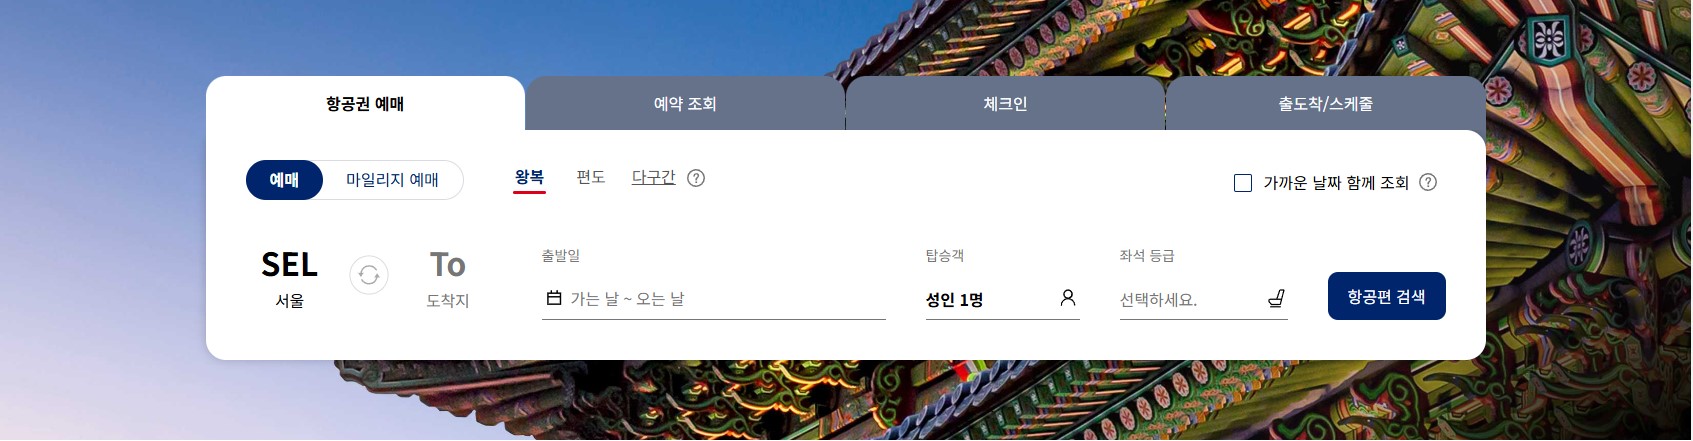 항공권 예매
예약 조회
체크인
출도착/스케줄
예매
마일리지 예매
왕복
편도
다구간
?
가까운 날짜 함께 조회
?
SEL
서울
To
도착지
출발일
가는 날 ~ 오는 날
탑승객
성인 1명
좌석 등급
선택하세요.
항공편 검색